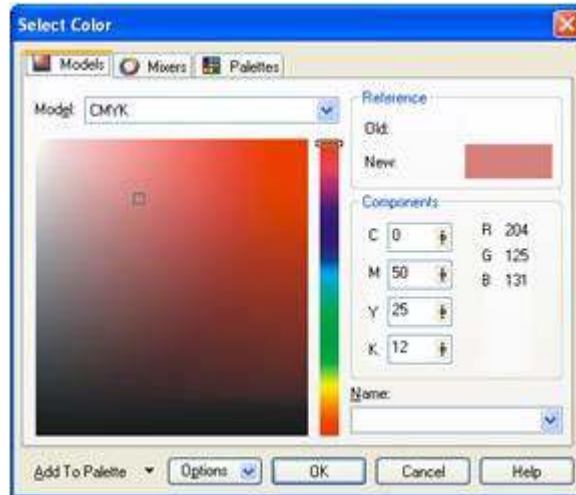 Select Color
Models Mixers Palettes
Model: CMYK
Reference
Old:
New:
Components
C 0 R 204
G 125
M 50 B 131
Y 25
K 12
Name:
Add To Palette Options OK Cancel Help